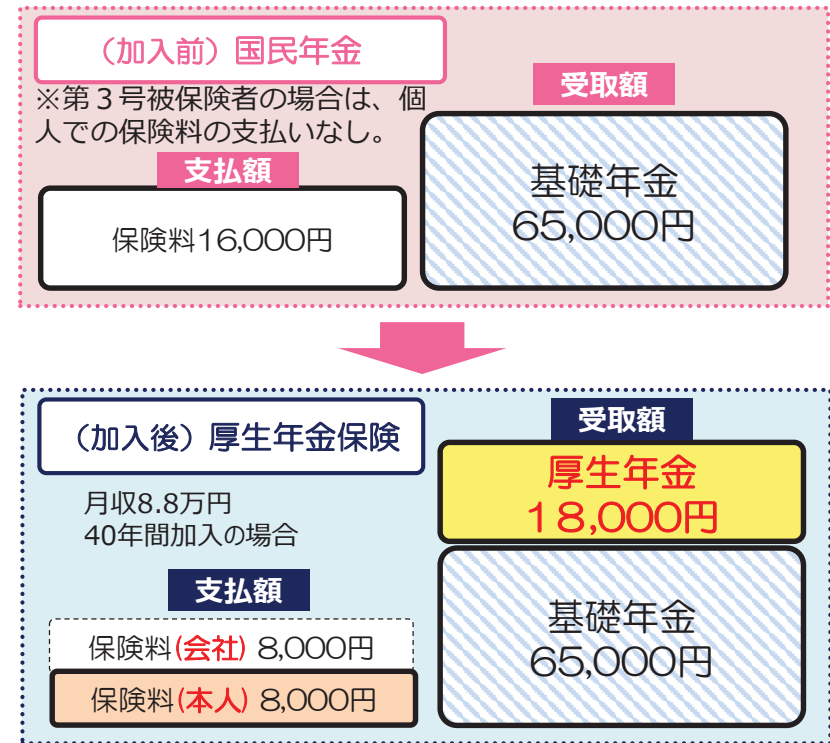 （加入前）国民年金
※第３号被保険者の場合は、個
人での保険料の支払いなし。
支払額
保険料16,000円
受取額
基礎年金
65,000円
（加入後）厚生年金保険
月収8.8万円
40年間加入の場合
支払額
保険料(会社) 8,000円
保険料(本人) 8,000円
受取額
厚生年金
１8,000円
基礎年金
65,000円